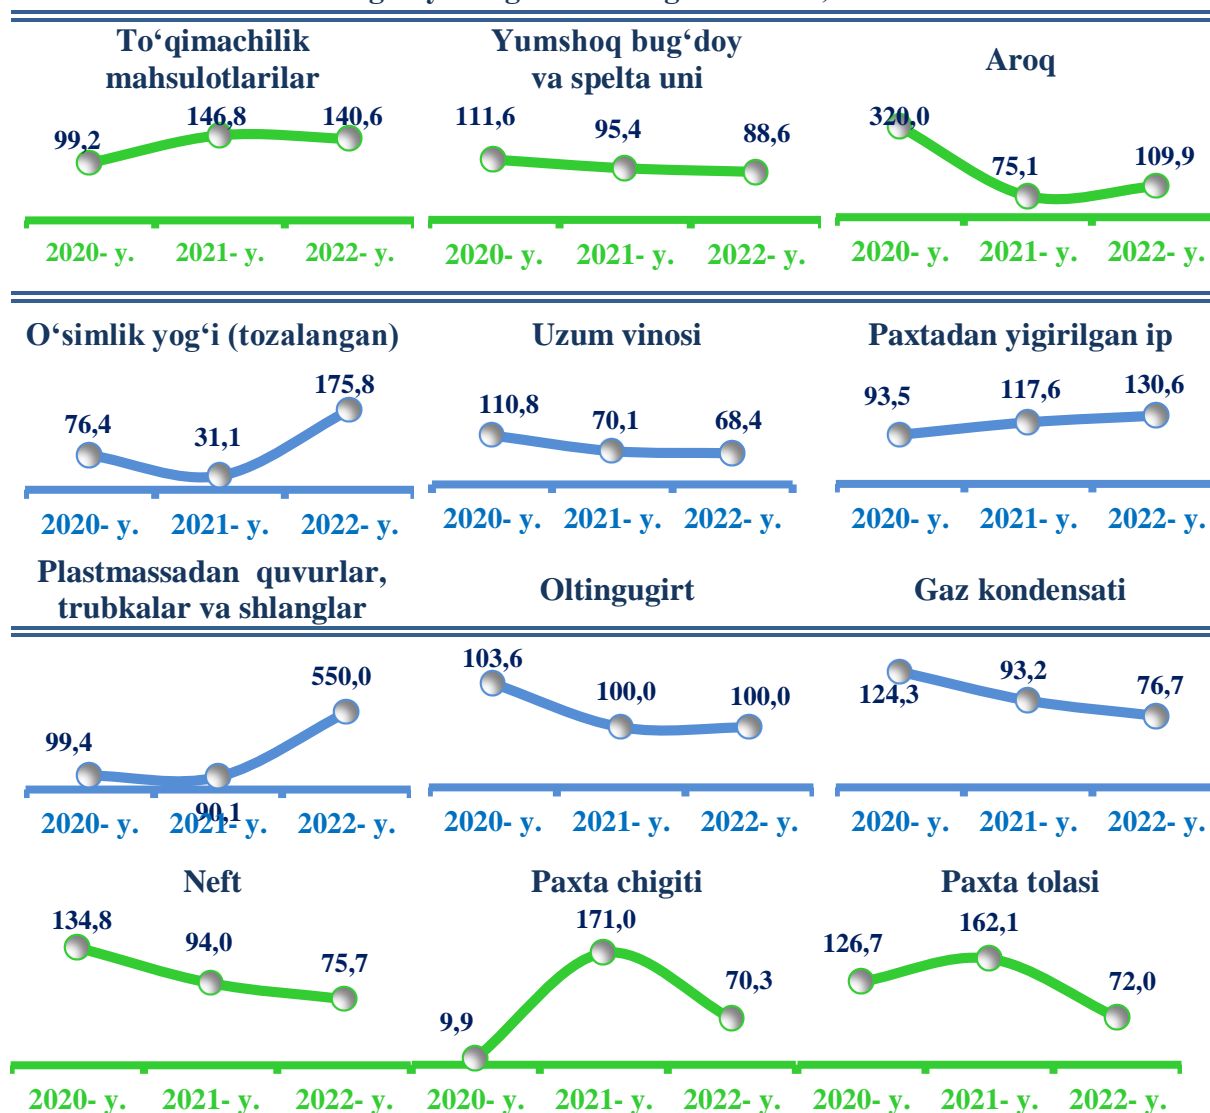 To‘qimachilik
mahsulotlarilar
99,2
146,8
140,6
2020- y. 2021- y. 2022- y.
Yumshoq bug‘doy
va spelta uni
111,6
95,4
88,6
2020- y. 2021- y. 2022- y.
Aroq
320,0
75,1
109,9
2020- y. 2021- y. 2022- y.
O‘simlik yog‘i (tozalangan)
76,4
31,1
175,8
2020- y. 2021- y. 2022- y.
Uzum vinosi
110,8
70,1
68,4
2020- y. 2021- y. 2022- y.
Paxtadan yigirilgan ip
93,5
117,6
130,6
2020- y. 2021- y. 2022- y.
Plastmassadan quvurlar,
trubkalar va shlanglar
99,4
90,1
550,0
2020- y. 2021- y. 2022- y.
Oltingugirt
103,6
100,0
100,0
2020- y. 2021- y. 2022- y.
Gaz kondensati
124,3
93,2
76,7
2020- y. 2021- y. 2022- y.
Neft
134,8
94,0
75,7
2020- y. 2021- y. 2022- y.
Paxta chigiti
9,9
171,0
70,3
2020- y. 2021- y. 2022- y.
Paxta tolasi
126,7
162,1
72,0
2020- y. 2021- y. 2022- y.